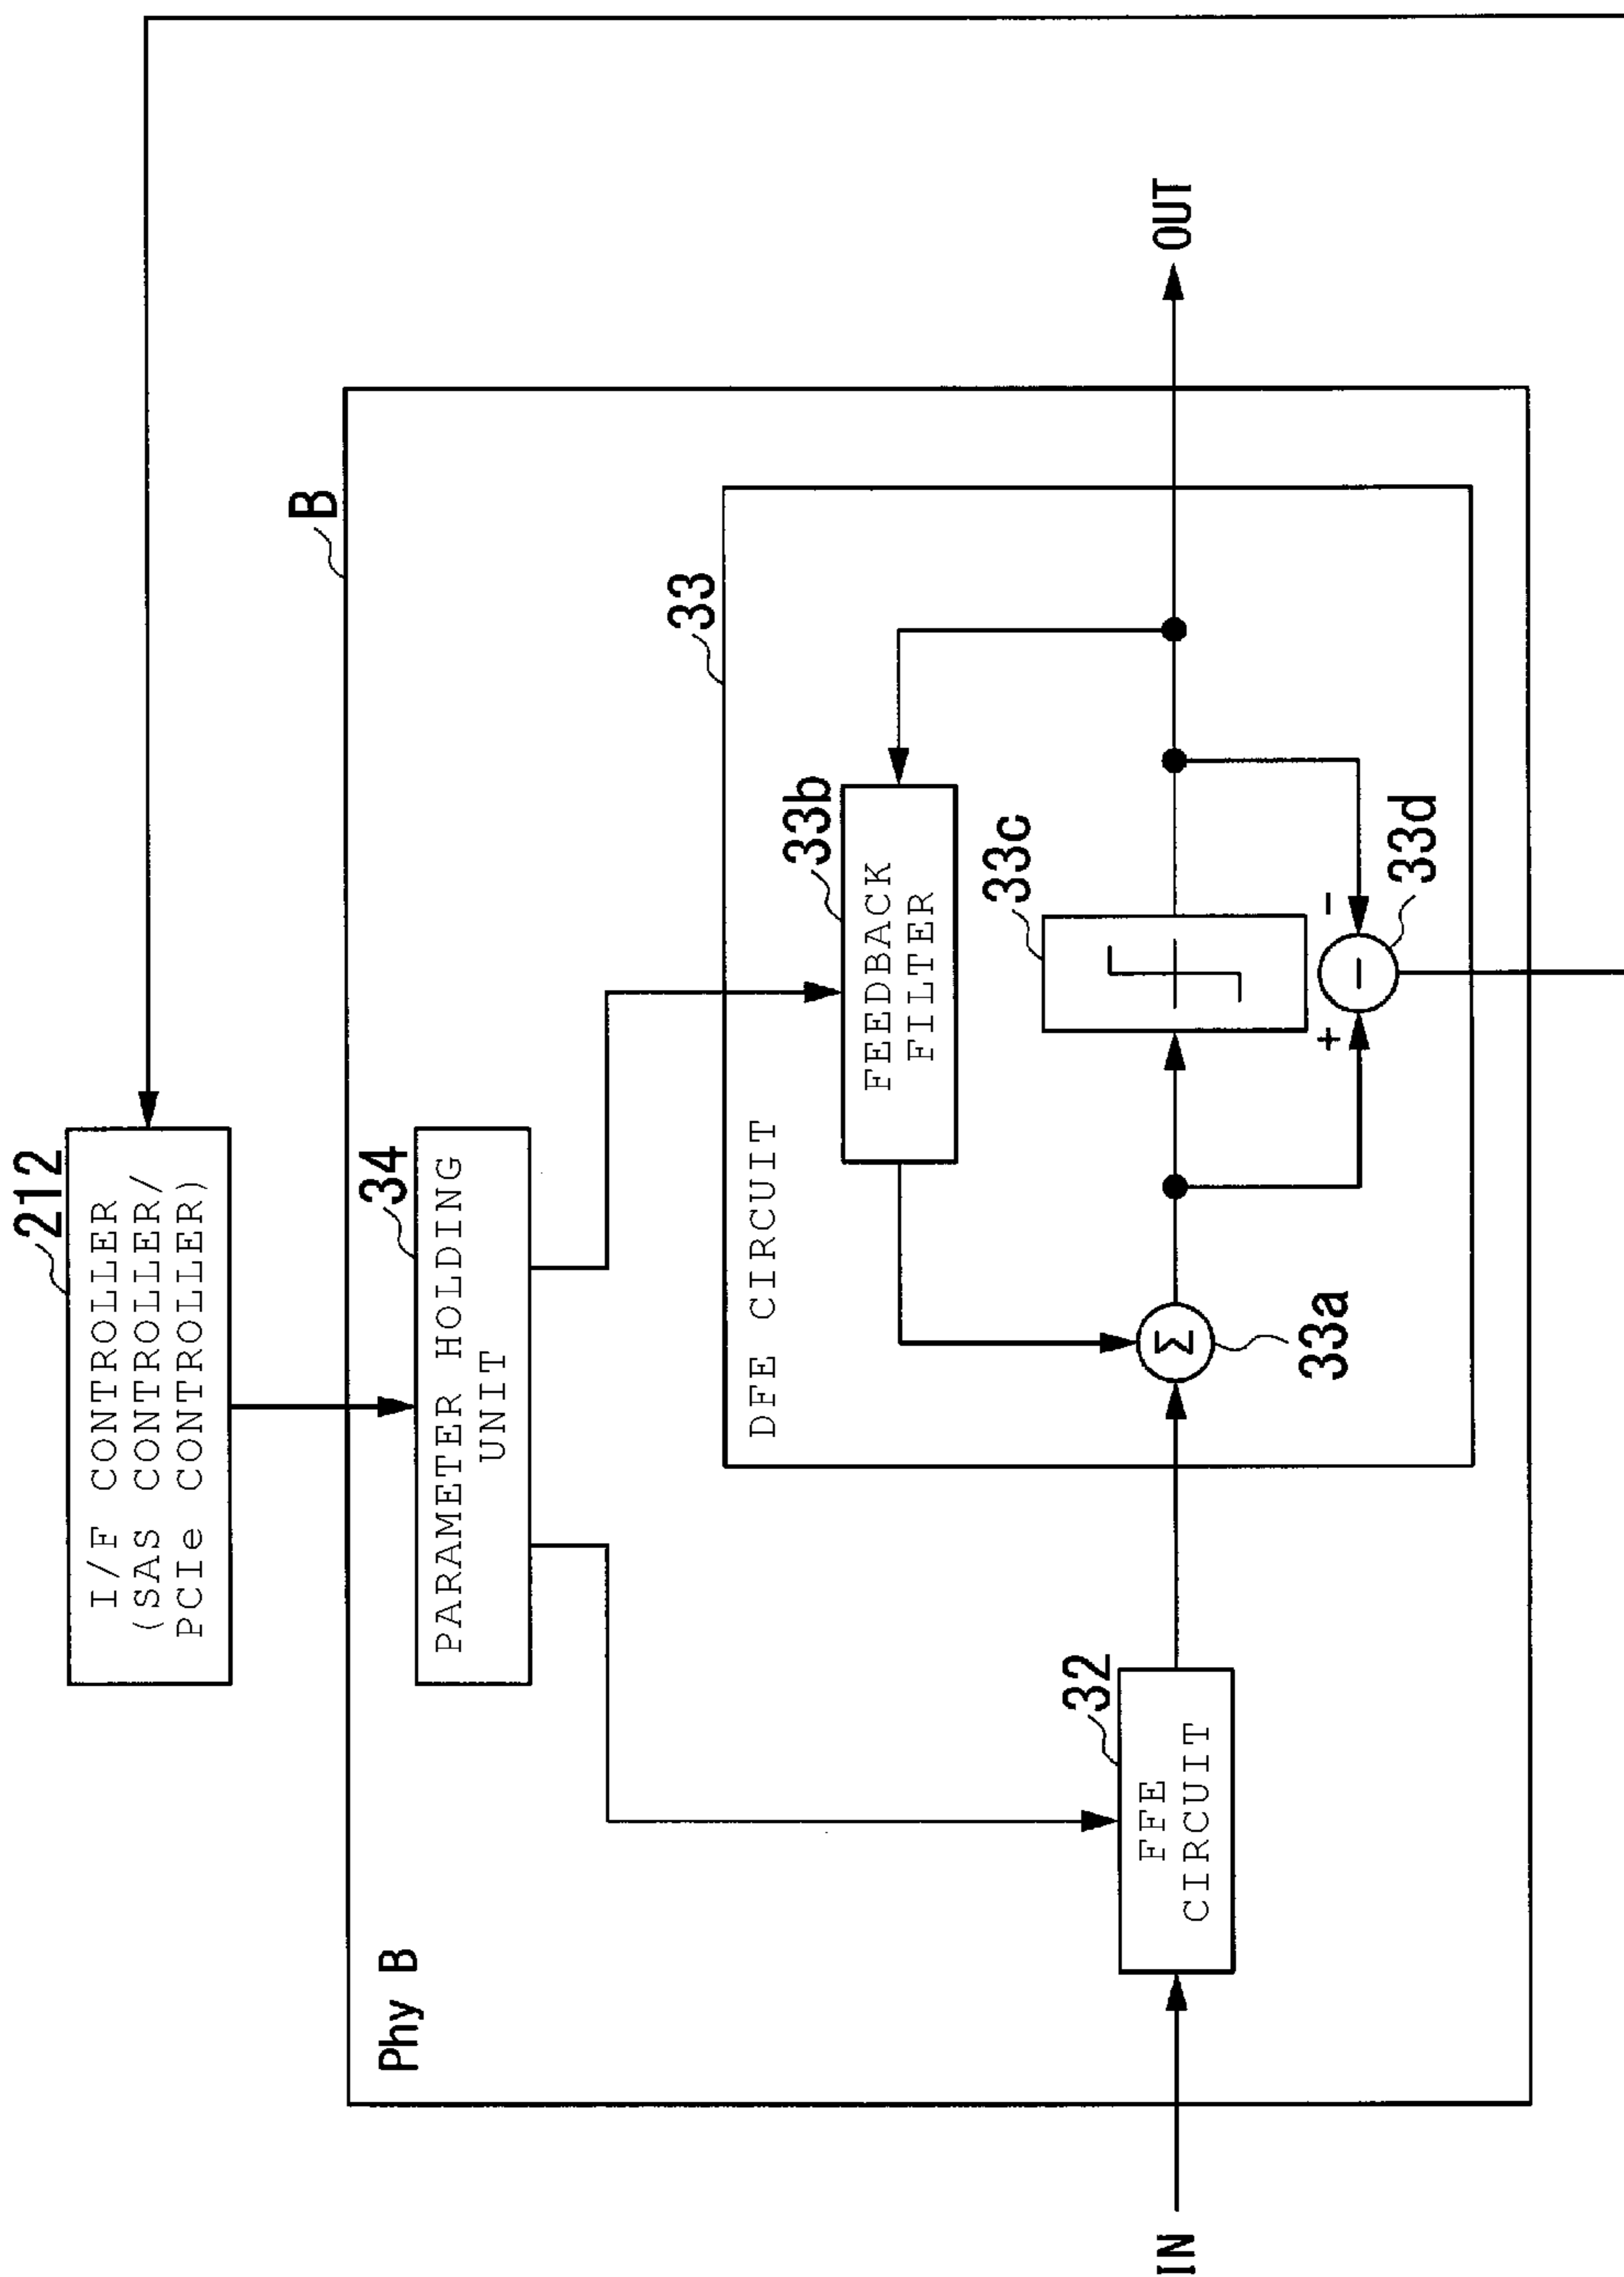 212
I/F CONTROLLER
(SAS CONTROLLER/
PCIe CONTROLLER)
B
Phy B
34
PARAMETER HOLDING
UNIT
33
DFE CIRCUIT
33b
FEEDBACK
FILTER
33c
32
FFE
CIRCUIT
IN
Σ
33a
+
-
-
33d
OUT